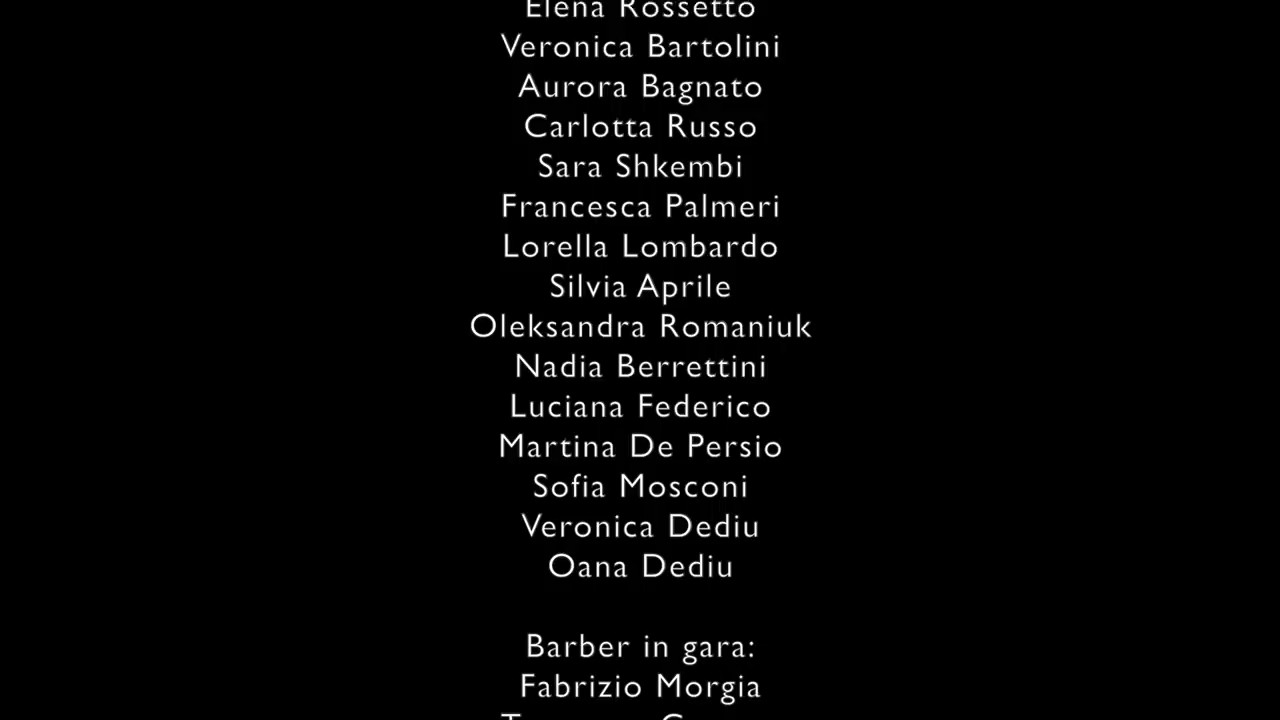 Elena Rossetto
Veronica Bartolini
Aurora Bagnato
Carlotta Russo
Sara Shkembi
Francesca Palmeri
Lorella Lombardo
Silvia Aprile
Oleksandra Romaniuk
Nadia Berrettini
Luciana Federico
Martina De Persio
Sofia Mosconi
Veronica Dediu
Oana Dediu
Barber in gara:
Fabrizio Morgia